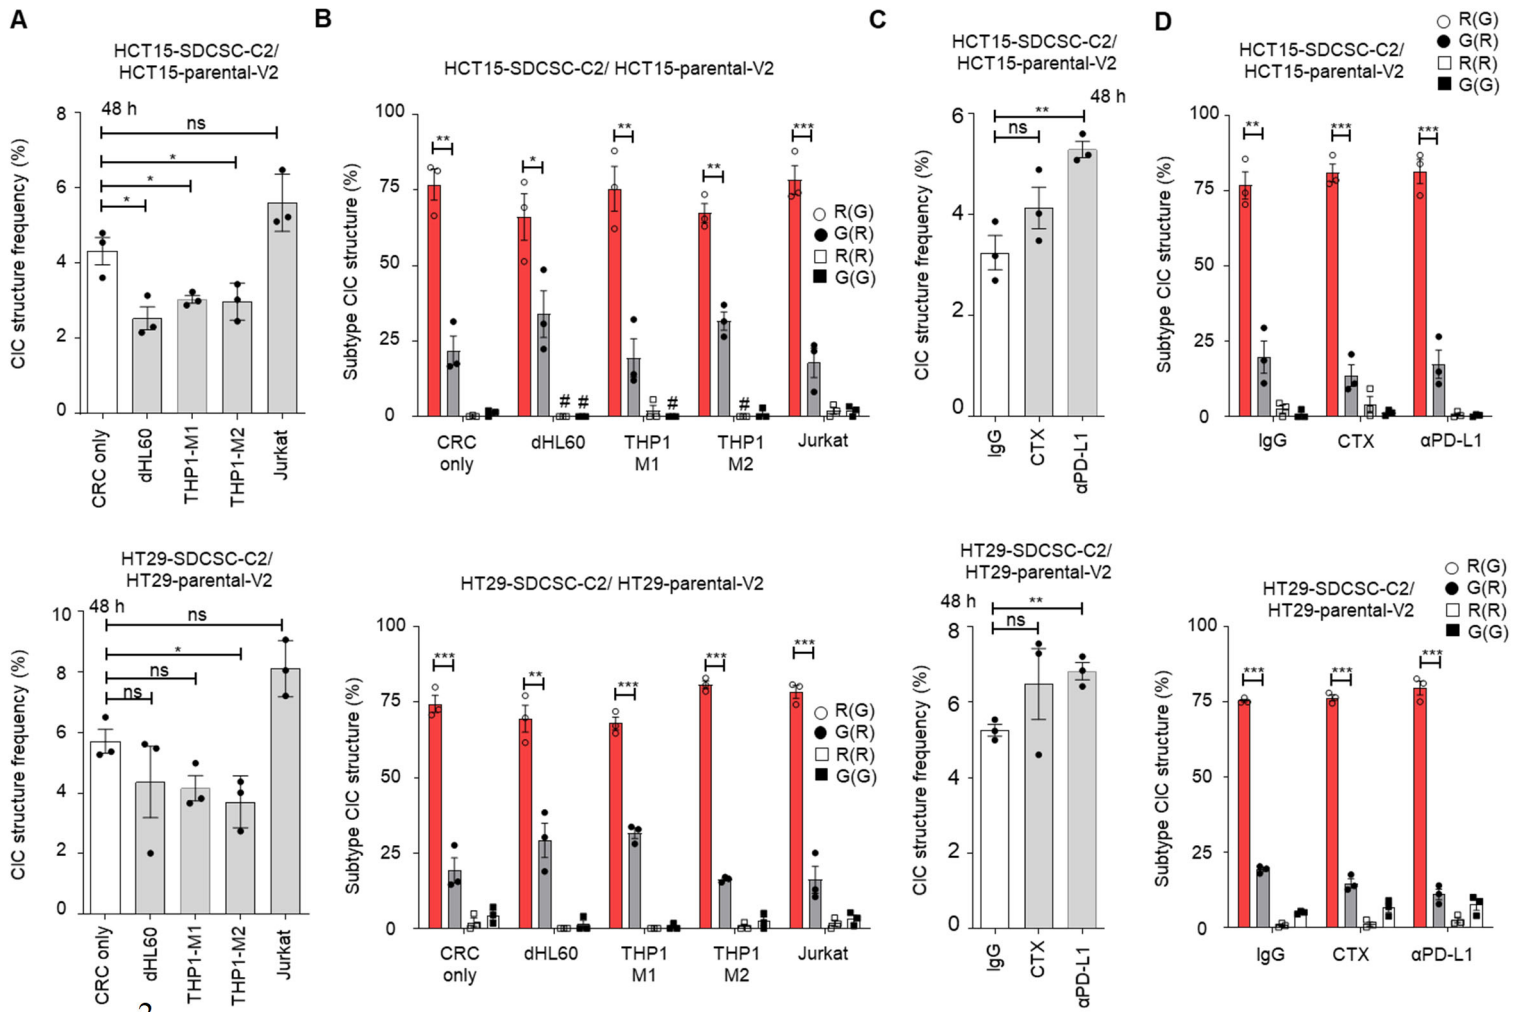 A
HCT15-SDCSC-C2/
HCT15-parental-V2
48 h
ns
*
*
*
CIC structure frequency (%)
8
6
4
2
0
CRC only
dHL60
THP1-M1
THP1-M2
Jurkat
B
HCT15-SDCSC-C2/ HCT15-parental-V2
Subtype CIC structure (%)
100
75
50
25
0
**
*
**
**
***
# #
#
#
R(G)
G(R)
R(R)
G(G)
CRC
only
dHL60
THP1
M1
THP1
M2
Jurkat
C
HCT15-SDCSC-C2/
HCT15-parental-V2
48 h
**
ns
CIC structure frequency (%)
6
4
2
0
IgG
CTX
αPD-L1
D
HCT15-SDCSC-C2/
HCT15-parental-V2
R(G)
G(R)
R(R)
G(G)
Subtype CIC structure (%)
100
75
50
25
0
**
***
***
IgG
CTX
αPD-L1
HT29-SDCSC-C2/
HT29-parental-V2
48 h
ns
*
ns
ns
CIC structure frequency (%)
10
8
6
4
2
0
CRC only
dHL60
THP1-M1
THP1-M2
Jurkat
HT29-SDCSC-C2/ HT29-parental-V2
Subtype CIC structure (%)
100
75
50
25
0
***
**
***
***
***
R(G)
G(R)
R(R)
G(G)
CRC
only
dHL60
THP1
M1
THP1
M2
Jurkat
HT29-SDCSC-C2/
HT29-parental-V2
48 h
**
ns
CIC structure frequency (%)
8
6
4
2
0
IgG
CTX
αPD-L1
HT29-SDCSC-C2/
HT29-parental-V2
R(G)
G(R)
R(R)
G(G)
Subtype CIC structure (%)
100
75
50
25
0
***
***
***
IgG
CTX
αPD-L1